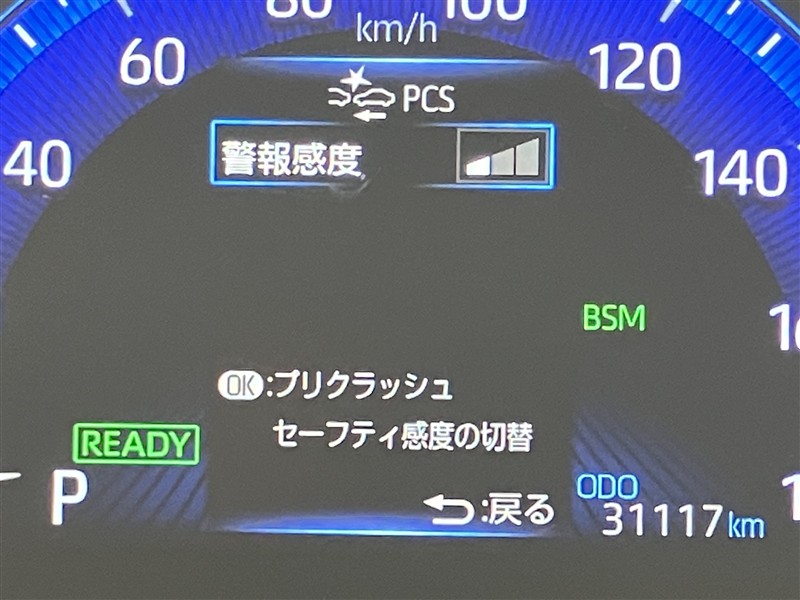 80
100
km/h
60
120
PCS
40
警報感度
140
BSM
OK:プリクラッシュ
セーフティ感度の切替
READY
P
:戻る
ODO
31117km